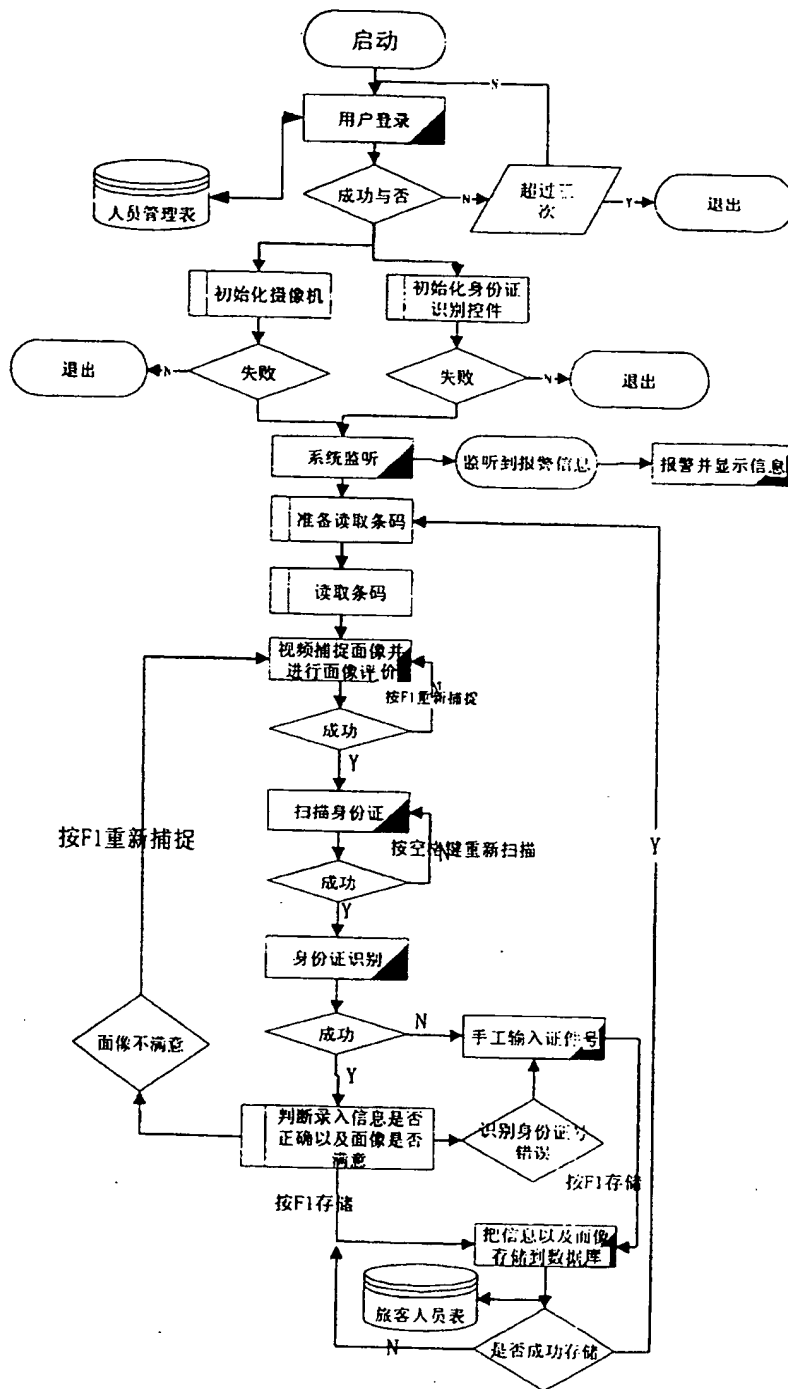 启动
N
用户登录
人员管理表
成功与否
N
超过三
次
Y
退出
初始化摄像机
初始化身份证
识别控件
退出
N
失败
失败
N
退出
系统监听
监听到报警信息
报警并显示信息
准备读取条码
读取条码
视频捕捉面像并
进行面像评价
N
按F1重新捕捉
成功
Y
扫描身份证
按F1重新捕捉
按空格键重新扫描
N
Y
成功
Y
身份证识别
面像不满意
成功
N
手工输入证件号
Y
判断录入信息是否
正确以及面像是否
满意
识别身份证号
错误
按F1存储
按F1存储
把信息以及面像
存储到数据库
旅客人员表
N
是否成功存储